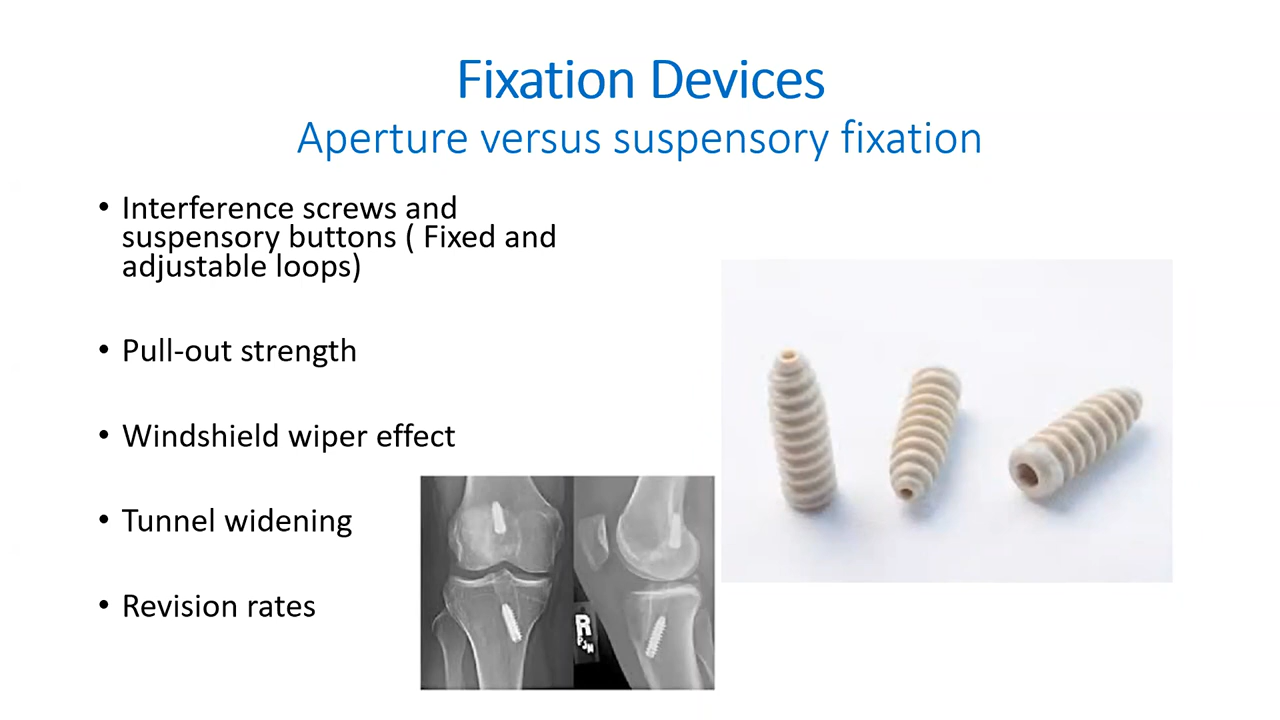 Fixation Devices
Aperture versus suspensory fixation
• Interference screws and
suspensory buttons ( Fixed and
adjustable loops)
• Pull-out strength
• Windshield wiper effect
• Tunnel widening
• Revision rates
R